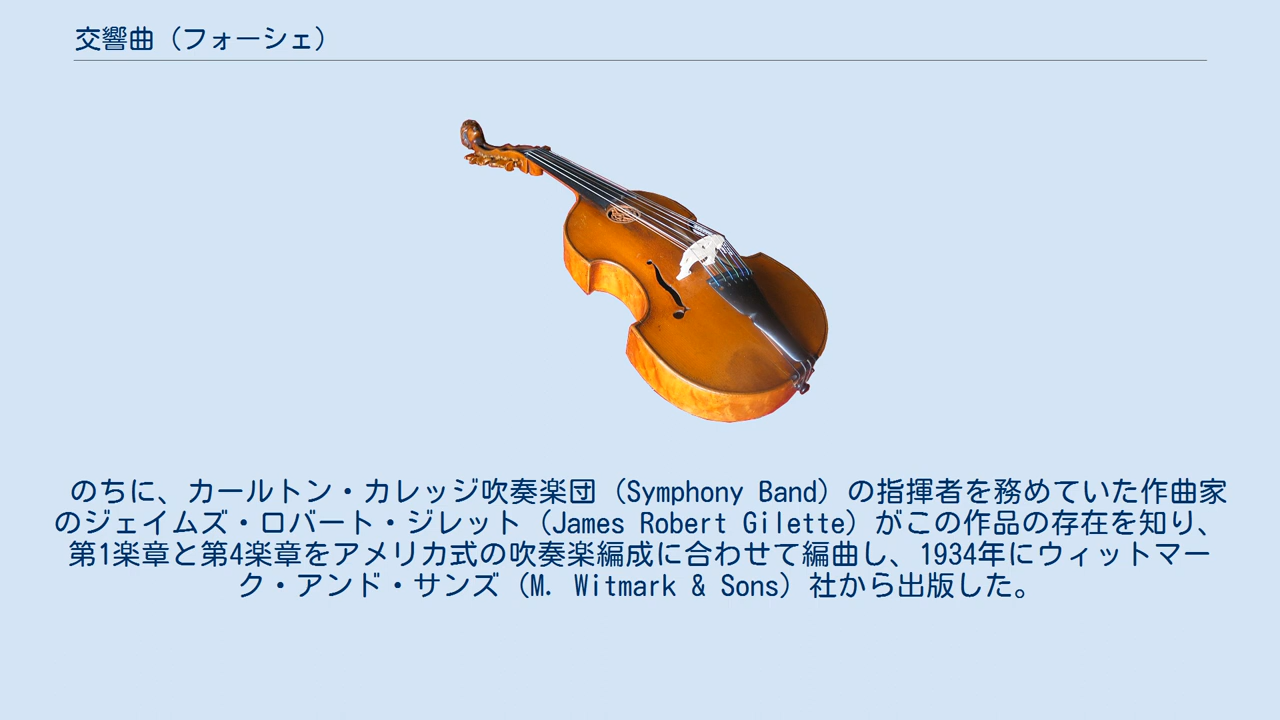 交響曲（フォーシェ）
のちに、カールトン・カレッジ吹奏楽団（Symphony Band）の指揮者を務めていた作曲家
のジェイムズ・ロバート・ジレット（James Robert Gilette）がこの作品の存在を知り、
第1楽章と第4楽章をアメリカ式の吹奏楽編成に合わせて編曲し、1934年にウィットマー
ク・アンド・サンズ（M. Witmark & Sons）社から出版した。